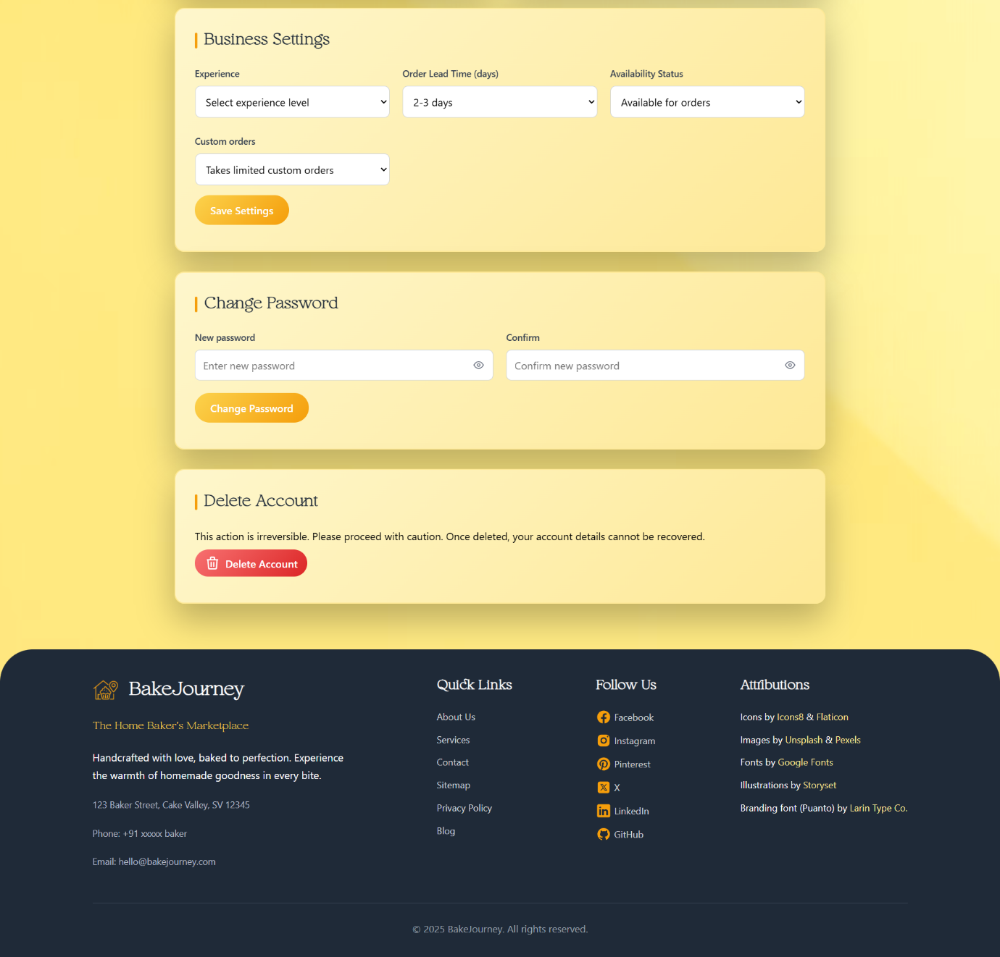 Business Settings
Experience
Order Lead Time (days)
Availability Status
Select experience level
2-3 days
Available for orders
Custom orders
Takes limited custom orders
Save Settings
Change Password
New password
Confirm
Enter new password
Confirm new password
Change Password
Delete Account
This action is irreversible. Please proceed with caution. Once deleted, your account details cannot be recovered.
Delete Account
BakeJourney
The Home Baker's Marketplace
Handcrafted with love, baked to perfection. Experience
the warmth of homemade goodness in every bite.
123 Baker Street, Cake Valley, SV 12345
Phone: +91 xxxxx baker
Email: hello@bakejourney.com
Quick Links
About Us
Services
Contact
Sitemap
Privacy Policy
Blog
Follow Us
Facebook
Instagram
Pinterest
X
LinkedIn
GitHub
Attributions
Icons by Icons8 & Flaticon
Images by Unsplash & Pexels
Fonts by Google Fonts
Illustrations by Storyset
Branding font (Puanto) by Larin Type Co.
© 2025 BakeJourney. All rights reserved.